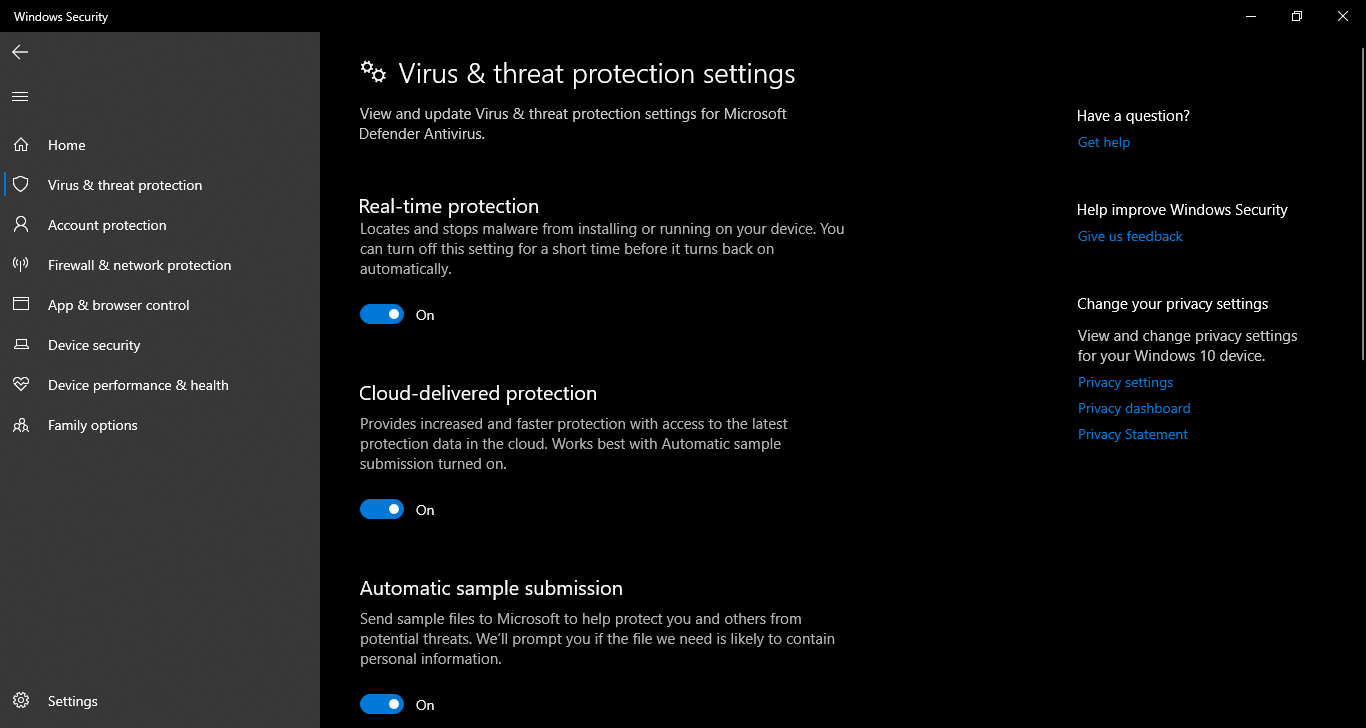 Windows Security
Home
Virus & threat protection
Account protection
Firewall & network protection
App & browser control
Device security
Device performance & health
Family options
Settings
Virus & threat protection settings
View and update Virus & threat protection settings for Microsoft
Defender Antivirus.
Real-time protection
Locates and stops malware from installing or running on your device. You
can turn off this setting for a short time before it turns back on
automatically.
On
Cloud-delivered protection
Provides increased and faster protection with access to the latest
protection data in the cloud. Works best with Automatic sample
submission turned on.
On
Automatic sample submission
Send sample files to Microsoft to help protect you and others from
potential threats. We’ll prompt you if the file we need is likely to contain
personal information.
On
Have a question?
Get help
Help improve Windows Security
Give us feedback
Change your privacy settings
View and change privacy settings
for your Windows 10 device.
Privacy settings
Privacy dashboard
Privacy Statement